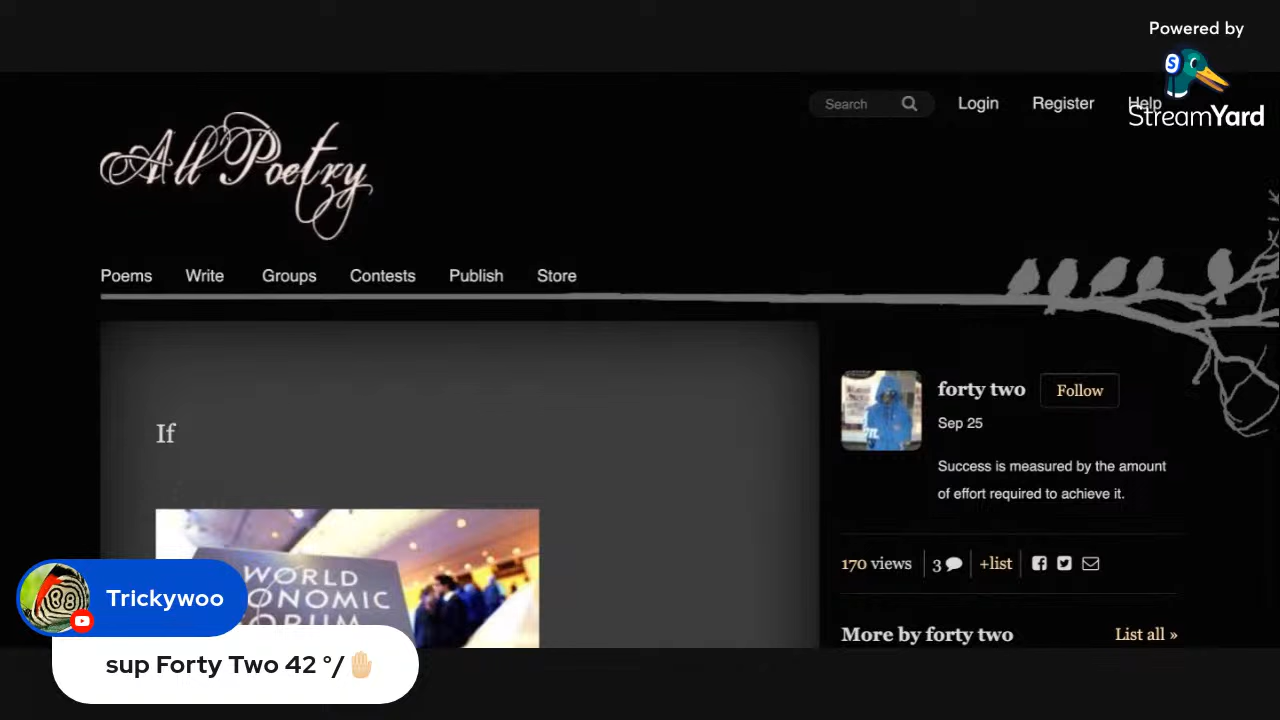 Powered by
StreamYard
Search
Login
Register
Help
All Poetry
Poems
Write
Groups
Contests
Publish
Store
If
WORLD
ECONOMIC
FORUM
forty two
Follow
Sep 25
Success is measured by the amount
of effort required to achieve it.
170 views
3
+list
More by forty two
List all »
Trickywoo
sup Forty Two 42 °/🤚🏼